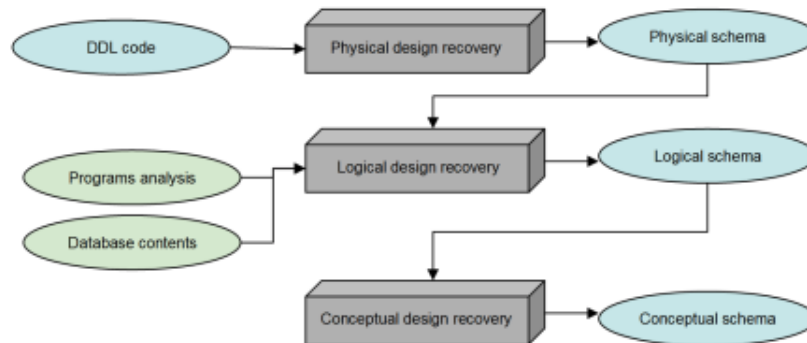 DDL code
Physical design recovery
Physical schema
Programs analysis
Logical design recovery
Logical schema
Database contents
Conceptual design recovery
Conceptual schema